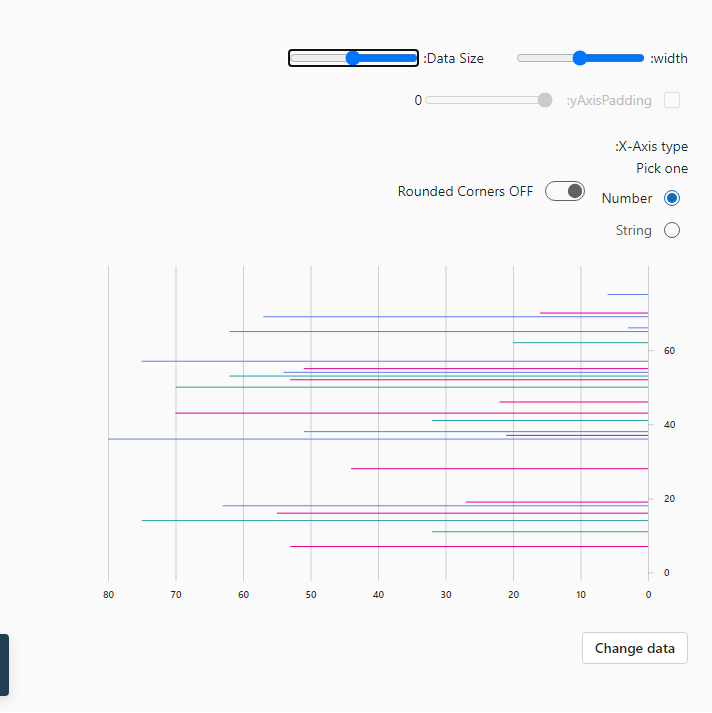 :width
:Data Size
:yAxisPadding
0
:X-Axis type
Pick one
Number
Rounded Corners OFF
String
60
40
20
0
80 70 60 50 40 30 20 10 0
Change data